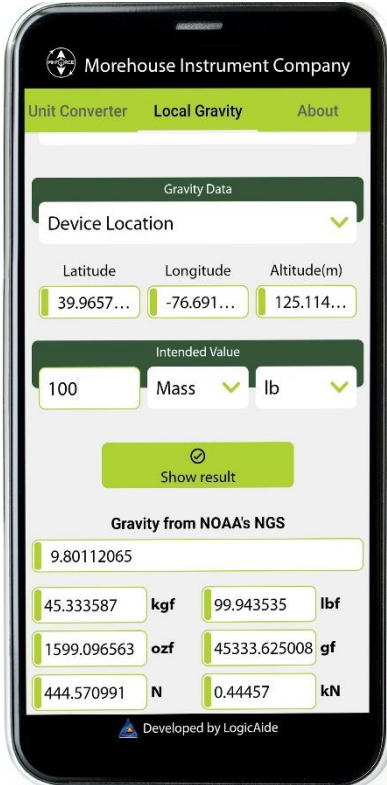 Morehouse Instrument Company
Unit Converter Local Gravity About
Gravity Data
Device Location
Latitude Longitude Altitude(m)
39.9657... -76.691... 125.114...
Intended Value
100 Mass lb
Show result
Gravity from NOAA's NGS
9.80112065
45.333587 kgf 99.943535 lbf
1599.096563 ozf 45333.625008 gf
444.570991 N 0.44457 kN
Developed by LogicAide